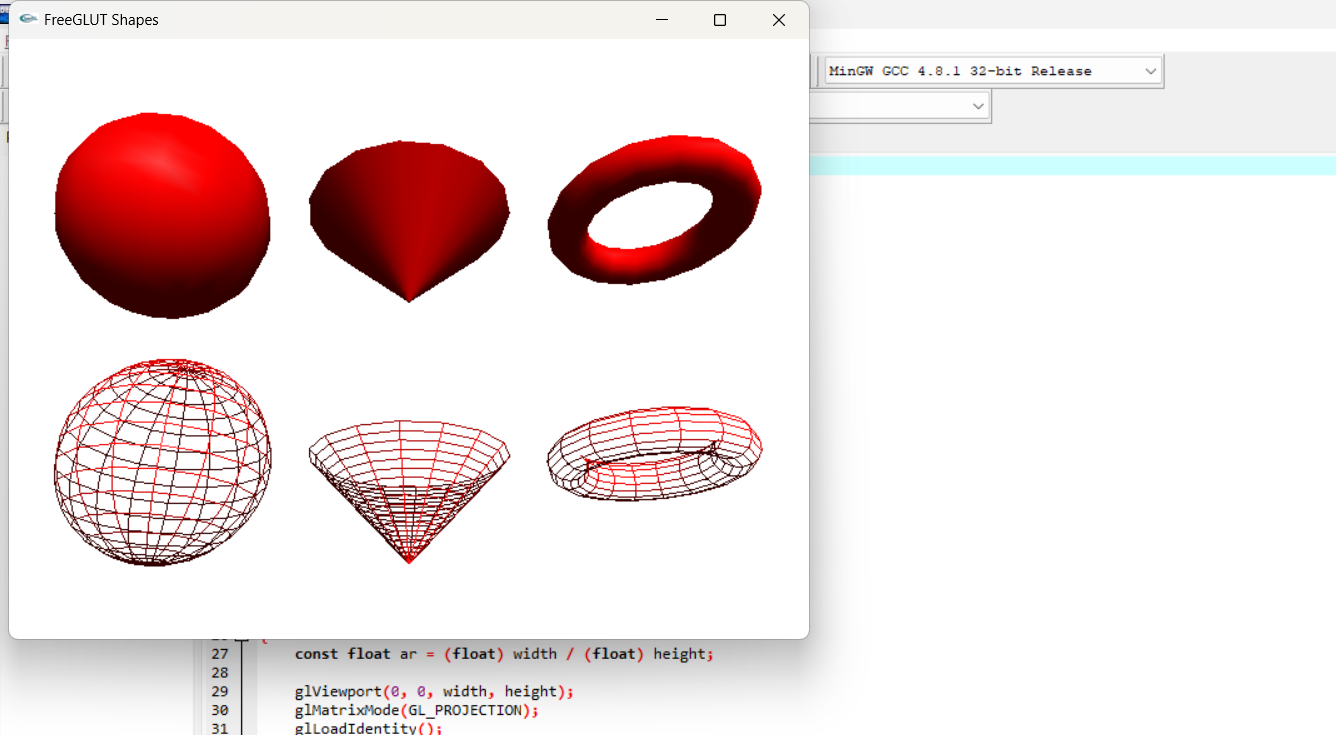 FreeGLUT Shapes
MinGW GCC 4.8.1 32-bit Release
27 const float ar = (float) width / (float) height;
28
29 glViewport(0, 0, width, height);
30 glMatrixMode(GL_PROJECTION);
31 glLoadIdentity();